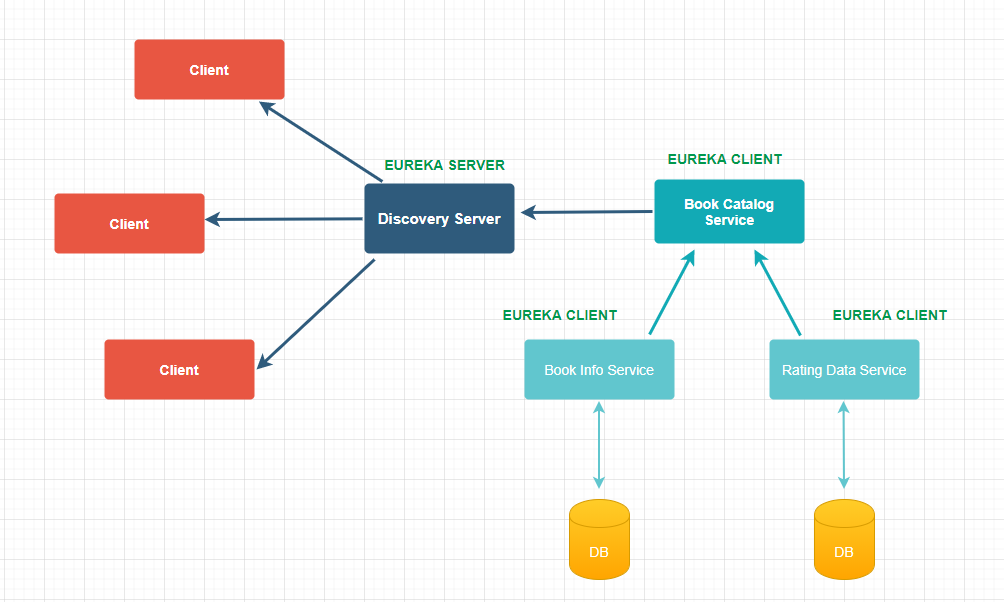 Client
EUREKA SERVER
EUREKA CLIENT
Client
Discovery Server
Book Catalog
Service
EUREKA CLIENT
EUREKA CLIENT
Client
Book Info Service
Rating Data Service
DB
DB